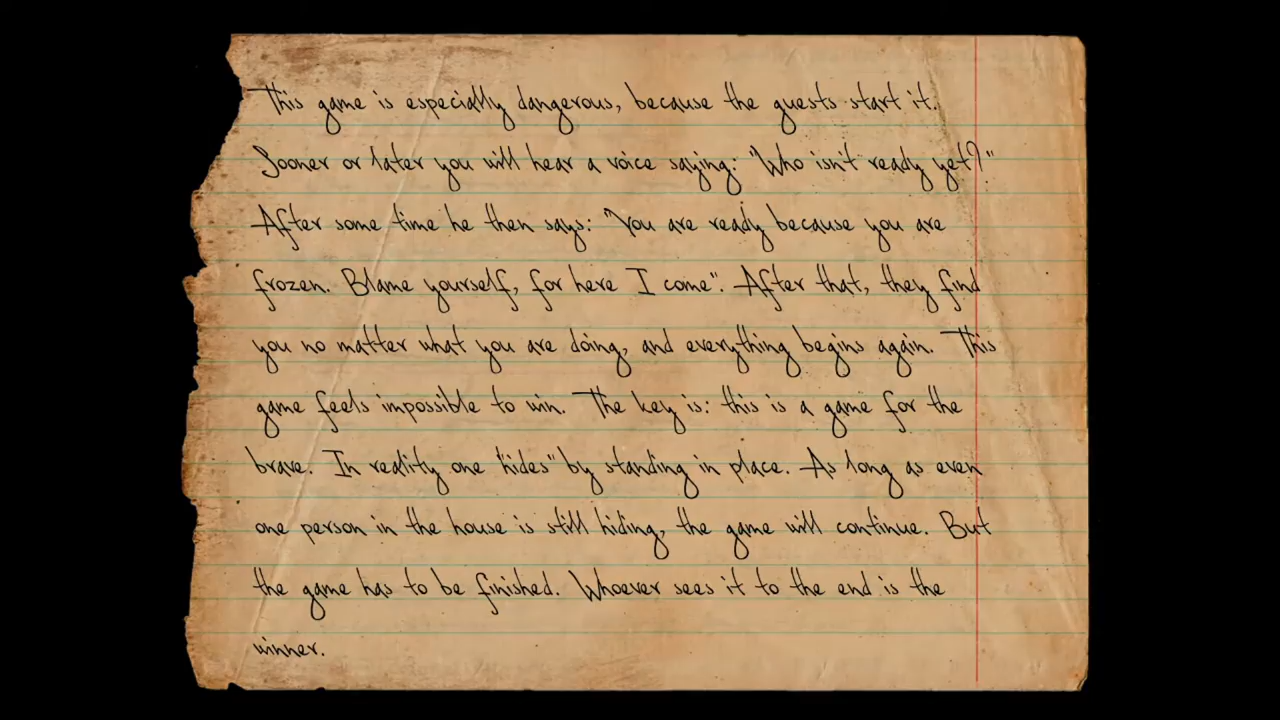 This game is especially dangerous, because the guests start it.
Sooner or later you will hear a voice saying: "Who isn't ready yet?"
After some time he then says: "You are ready because you are
frozen. Blame yourself, for here I come". After that, they find
you no matter what you are doing, and everything begins again. This
game feels impossible to win. The key is: this is a game for the
brave. In reality one "hides" by standing in place. As long as even
one person in the house is still hiding, the game will continue. But
the game has to be finished. Whoever sees it to the end is the
winner.